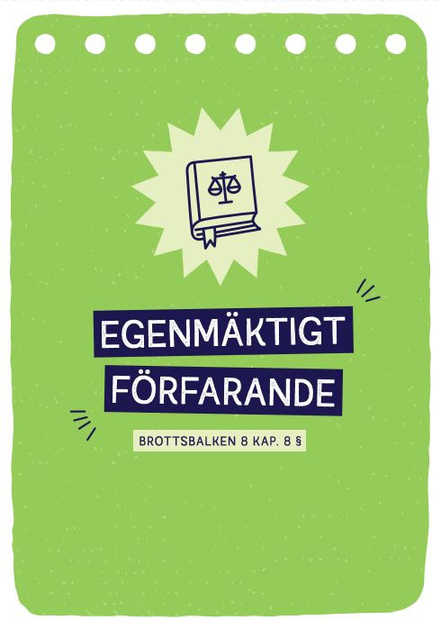 EGENMÄKTIGT
FÖRFARANDE
BROTTSBALKEN 8 KAP. 8 §